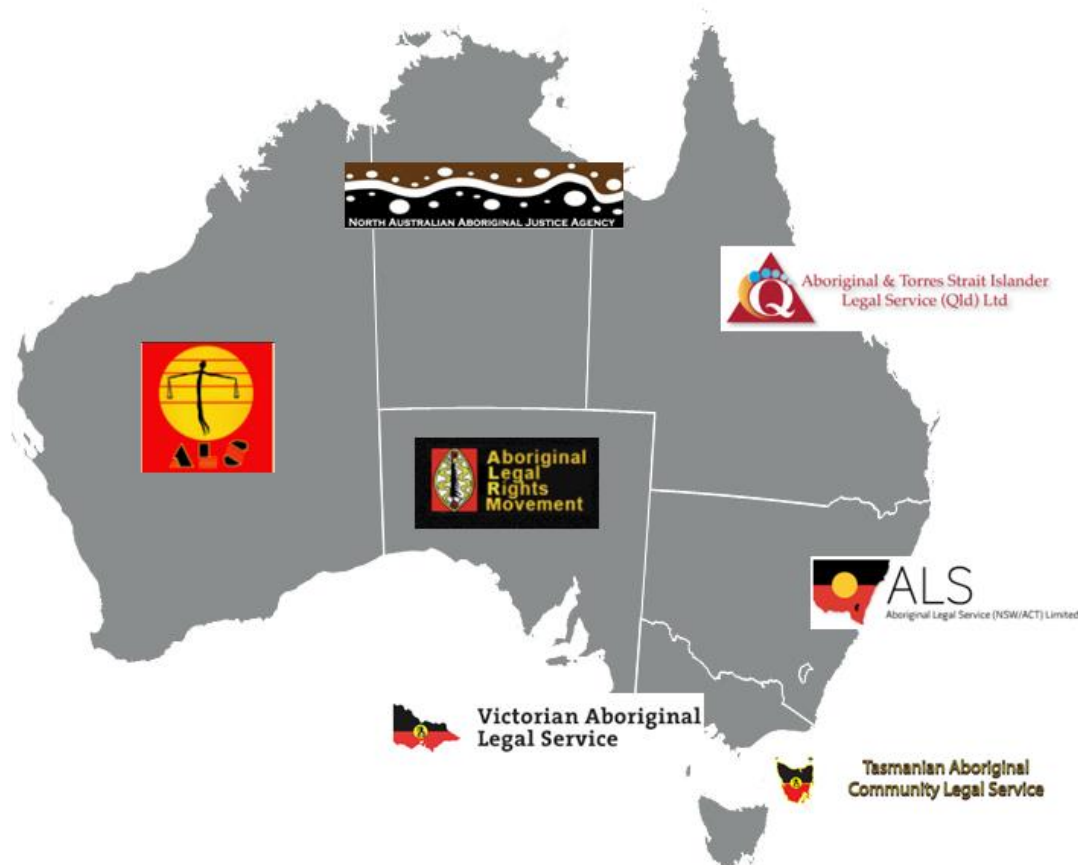 NORTH AUSTRALIAN ABORIGINAL JUSTICE AGENCY
Q
Aboriginal & Torres Strait Islander
Legal Service (Qld) Ltd
ALS
Aboriginal
Legal
Rights
Movement
ALS
Aboriginal Legal Service (NSW/ACT) Limited
Victorian Aboriginal
Legal Service
Tasmanian Aboriginal
Community Legal Service